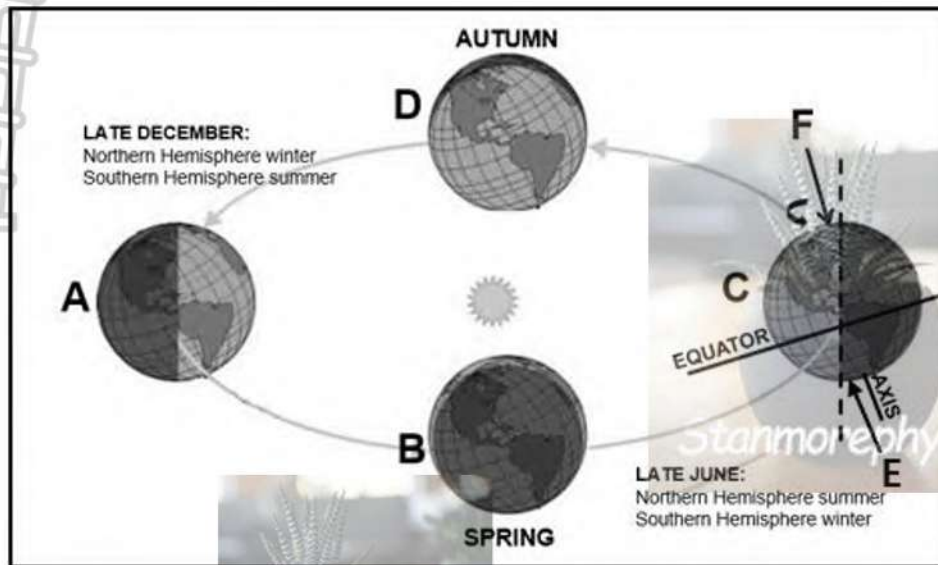 AUTUMN
D
F
LATE DECEMBER:
Northern Hemisphere winter
Southern Hemisphere summer
A
C
EQUATOR
AXIS
B
Stanmorephy
E
LATE JUNE:
Northern Hemisphere summer
Southern Hemisphere winter
SPRING